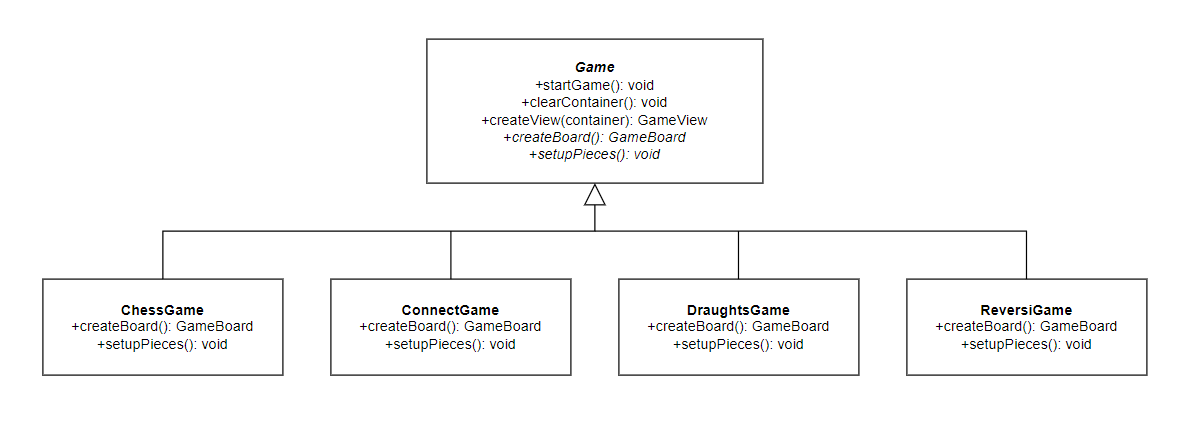 Game
+startGame(): void
+clearContainer(): void
+createView(container): GameView
+createBoard(): GameBoard
+setupPieces(): void
ChessGame
+createBoard(): GameBoard
+setupPieces(): void
ConnectGame
+createBoard(): GameBoard
+setupPieces(): void
DraughtsGame
+createBoard(): GameBoard
+setupPieces(): void
ReversiGame
+createBoard(): GameBoard
+setupPieces(): void